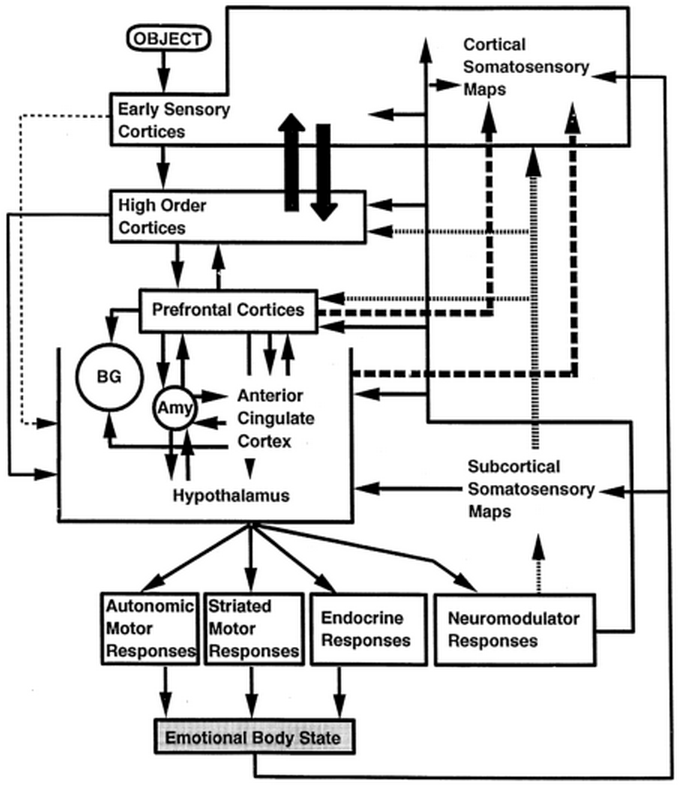 OBJECT
Cortical
Somatosensory
Maps
Early Sensory
Cortices
High Order
Cortices
Prefrontal Cortices
BG
Amy
Anterior
Cingulate
Cortex
Hypothalamus
Subcortical
Somatosensory
Maps
Autonomic
Motor
Responses
Striated
Motor
Responses
Endocrine
Responses
Neuromodulator
Responses
Emotional Body State